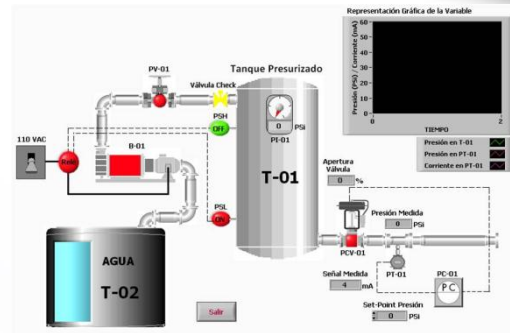 Representación Gráfica de la Variable
Presión (PSI) / Corriente (mA)
60
50
40
30
20
10
0
0
2
TIEMPO
Presión en T-01
Presión en PT-01
Corriente en PT-01
PV-01
Válvula Check
Tanque Presurizado
PSH
OFF
0 PSi
PI-01
110 VAC
Rele
B-01
T-01
PSL
ON
Apertura
Válvula
0 %
Presión Medida
0 PSi
PCV-01
PT-01
Señal Medida
4 mA
PC-01
P C
Set-Point Presión
0 PSi
AGUA
T-02
Salir